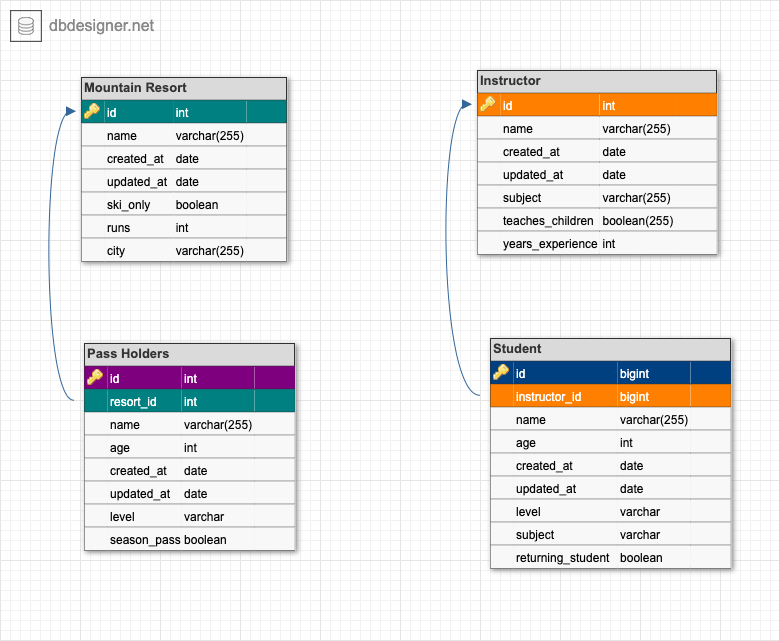 dbdesigner.net
Mountain Resort
id int
name varchar(255)
created_at date
updated_at date
ski_only boolean
runs int
city varchar(255)
Instructor
id int
name varchar(255)
created_at date
updated_at date
subject varchar(255)
teaches_children boolean(255)
years_experience int
Pass Holders
id int
resort_id int
name varchar(255)
age int
created_at date
updated_at date
level varchar
season_pass boolean
Student
id bigint
instructor_id bigint
name varchar(255)
age int
created_at date
updated_at date
level varchar
subject varchar
returning_student boolean